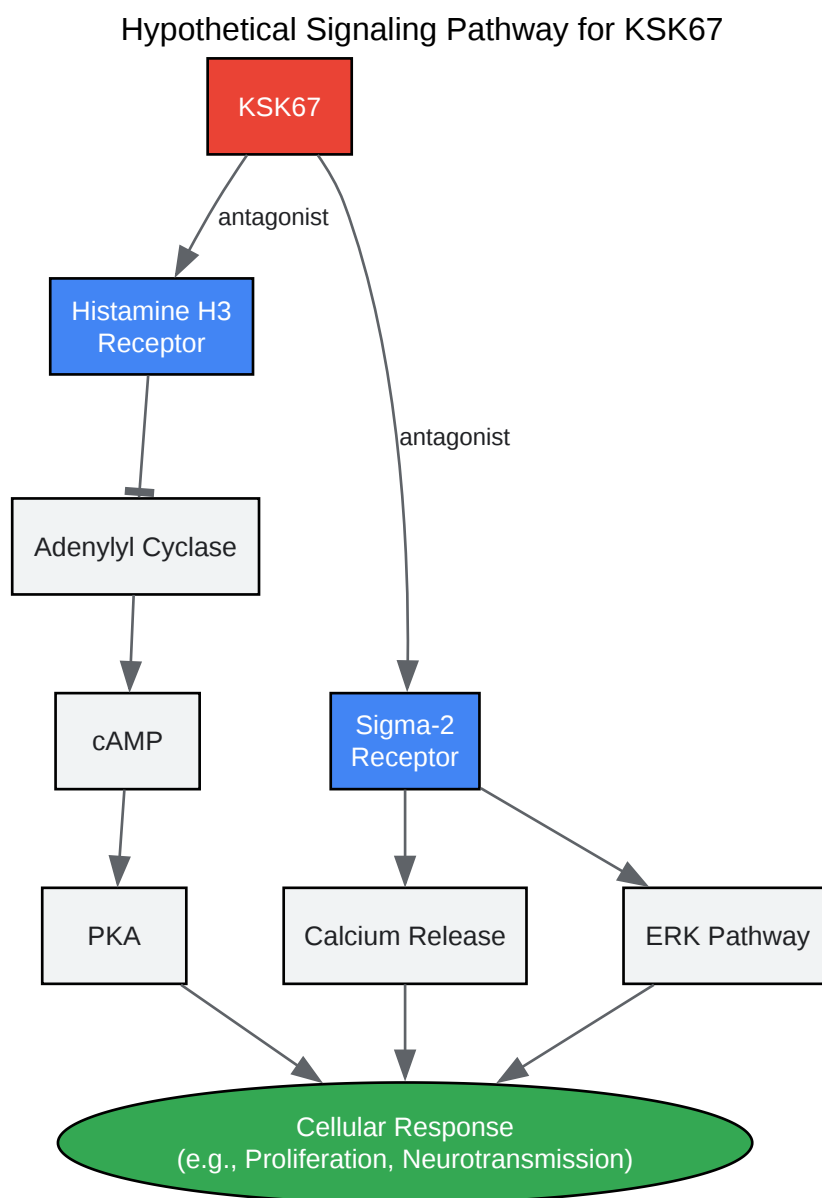 Hypothetical Signaling Pathway for KSK67
KSK67
antagonist
Histamine H3
Receptor
antagonist
Adenylyl Cyclase
cAMP
Sigma-2
Receptor
PKA
Calcium Release
ERK Pathway
Cellular Response
(e.g., Proliferation, Neurotransmission)